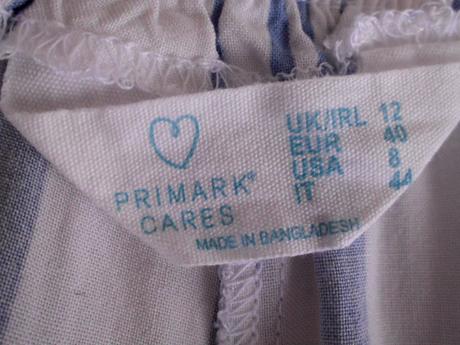 PRIMARK®
CARES
UK/IRL 12
EUR 40
USA 8
IT 44
MADE IN BANGLADESH